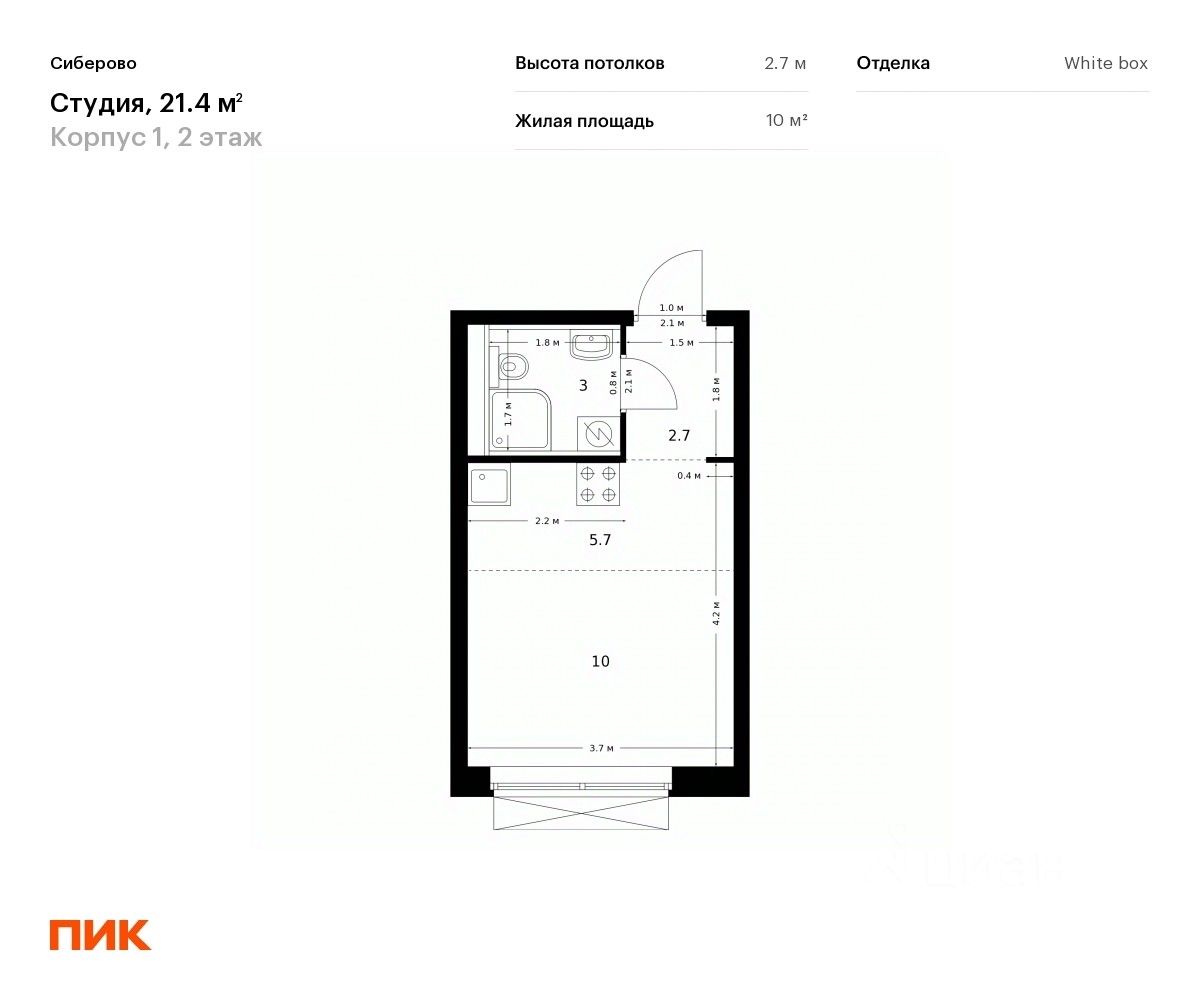 Сиберово
Студия, 21.4 м²
Корпус 1, 2 этаж
Высота потолков 2.7 м
Жилая площадь 10 м²
Отделка White box
1.0 м
2.1 м
1.8 м
1.5 м
3
0.8 м
2.1 м
1.8 м
1.7 м
2.7
0.4 м
2.2 м
5.7
4.2 м
10
3.7 м
циан
ПИК